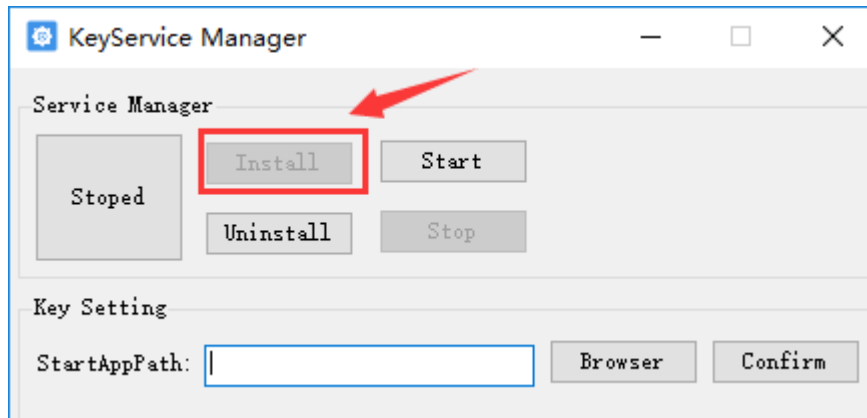 KeyService Manager
Service Manager
Stoped
Install
Start
Uninstall
Stop
Key Setting
StartAppPath:
Browser
Confirm